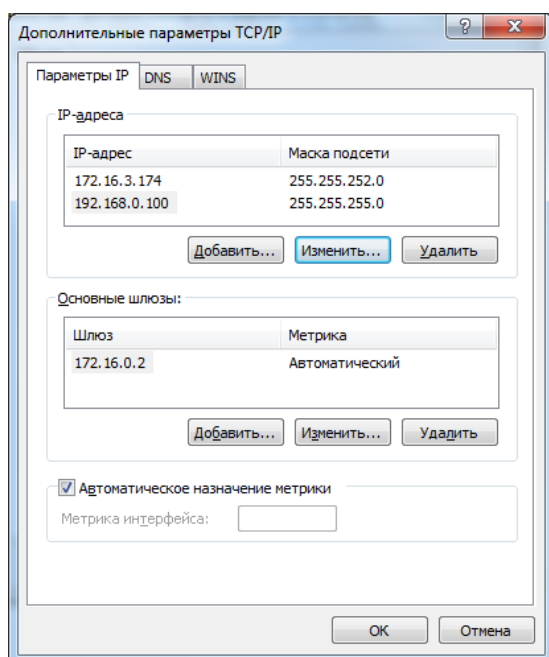 Дополнительные параметры TCP/IP
?
X
Параметры IP DNS WINS
IP-адреса
IP-адрес Маска подсети
172.16.3.174 255.255.252.0
192.168.0.100 255.255.255.0
Добавить... Изменить... Удалить
Основные шлюзы:
Шлюз Метрика
172.16.0.2 Автоматический
Добавить... Изменить... Удалить
Автоматическое назначение метрики
Метрика интерфейса:
OK Отмена